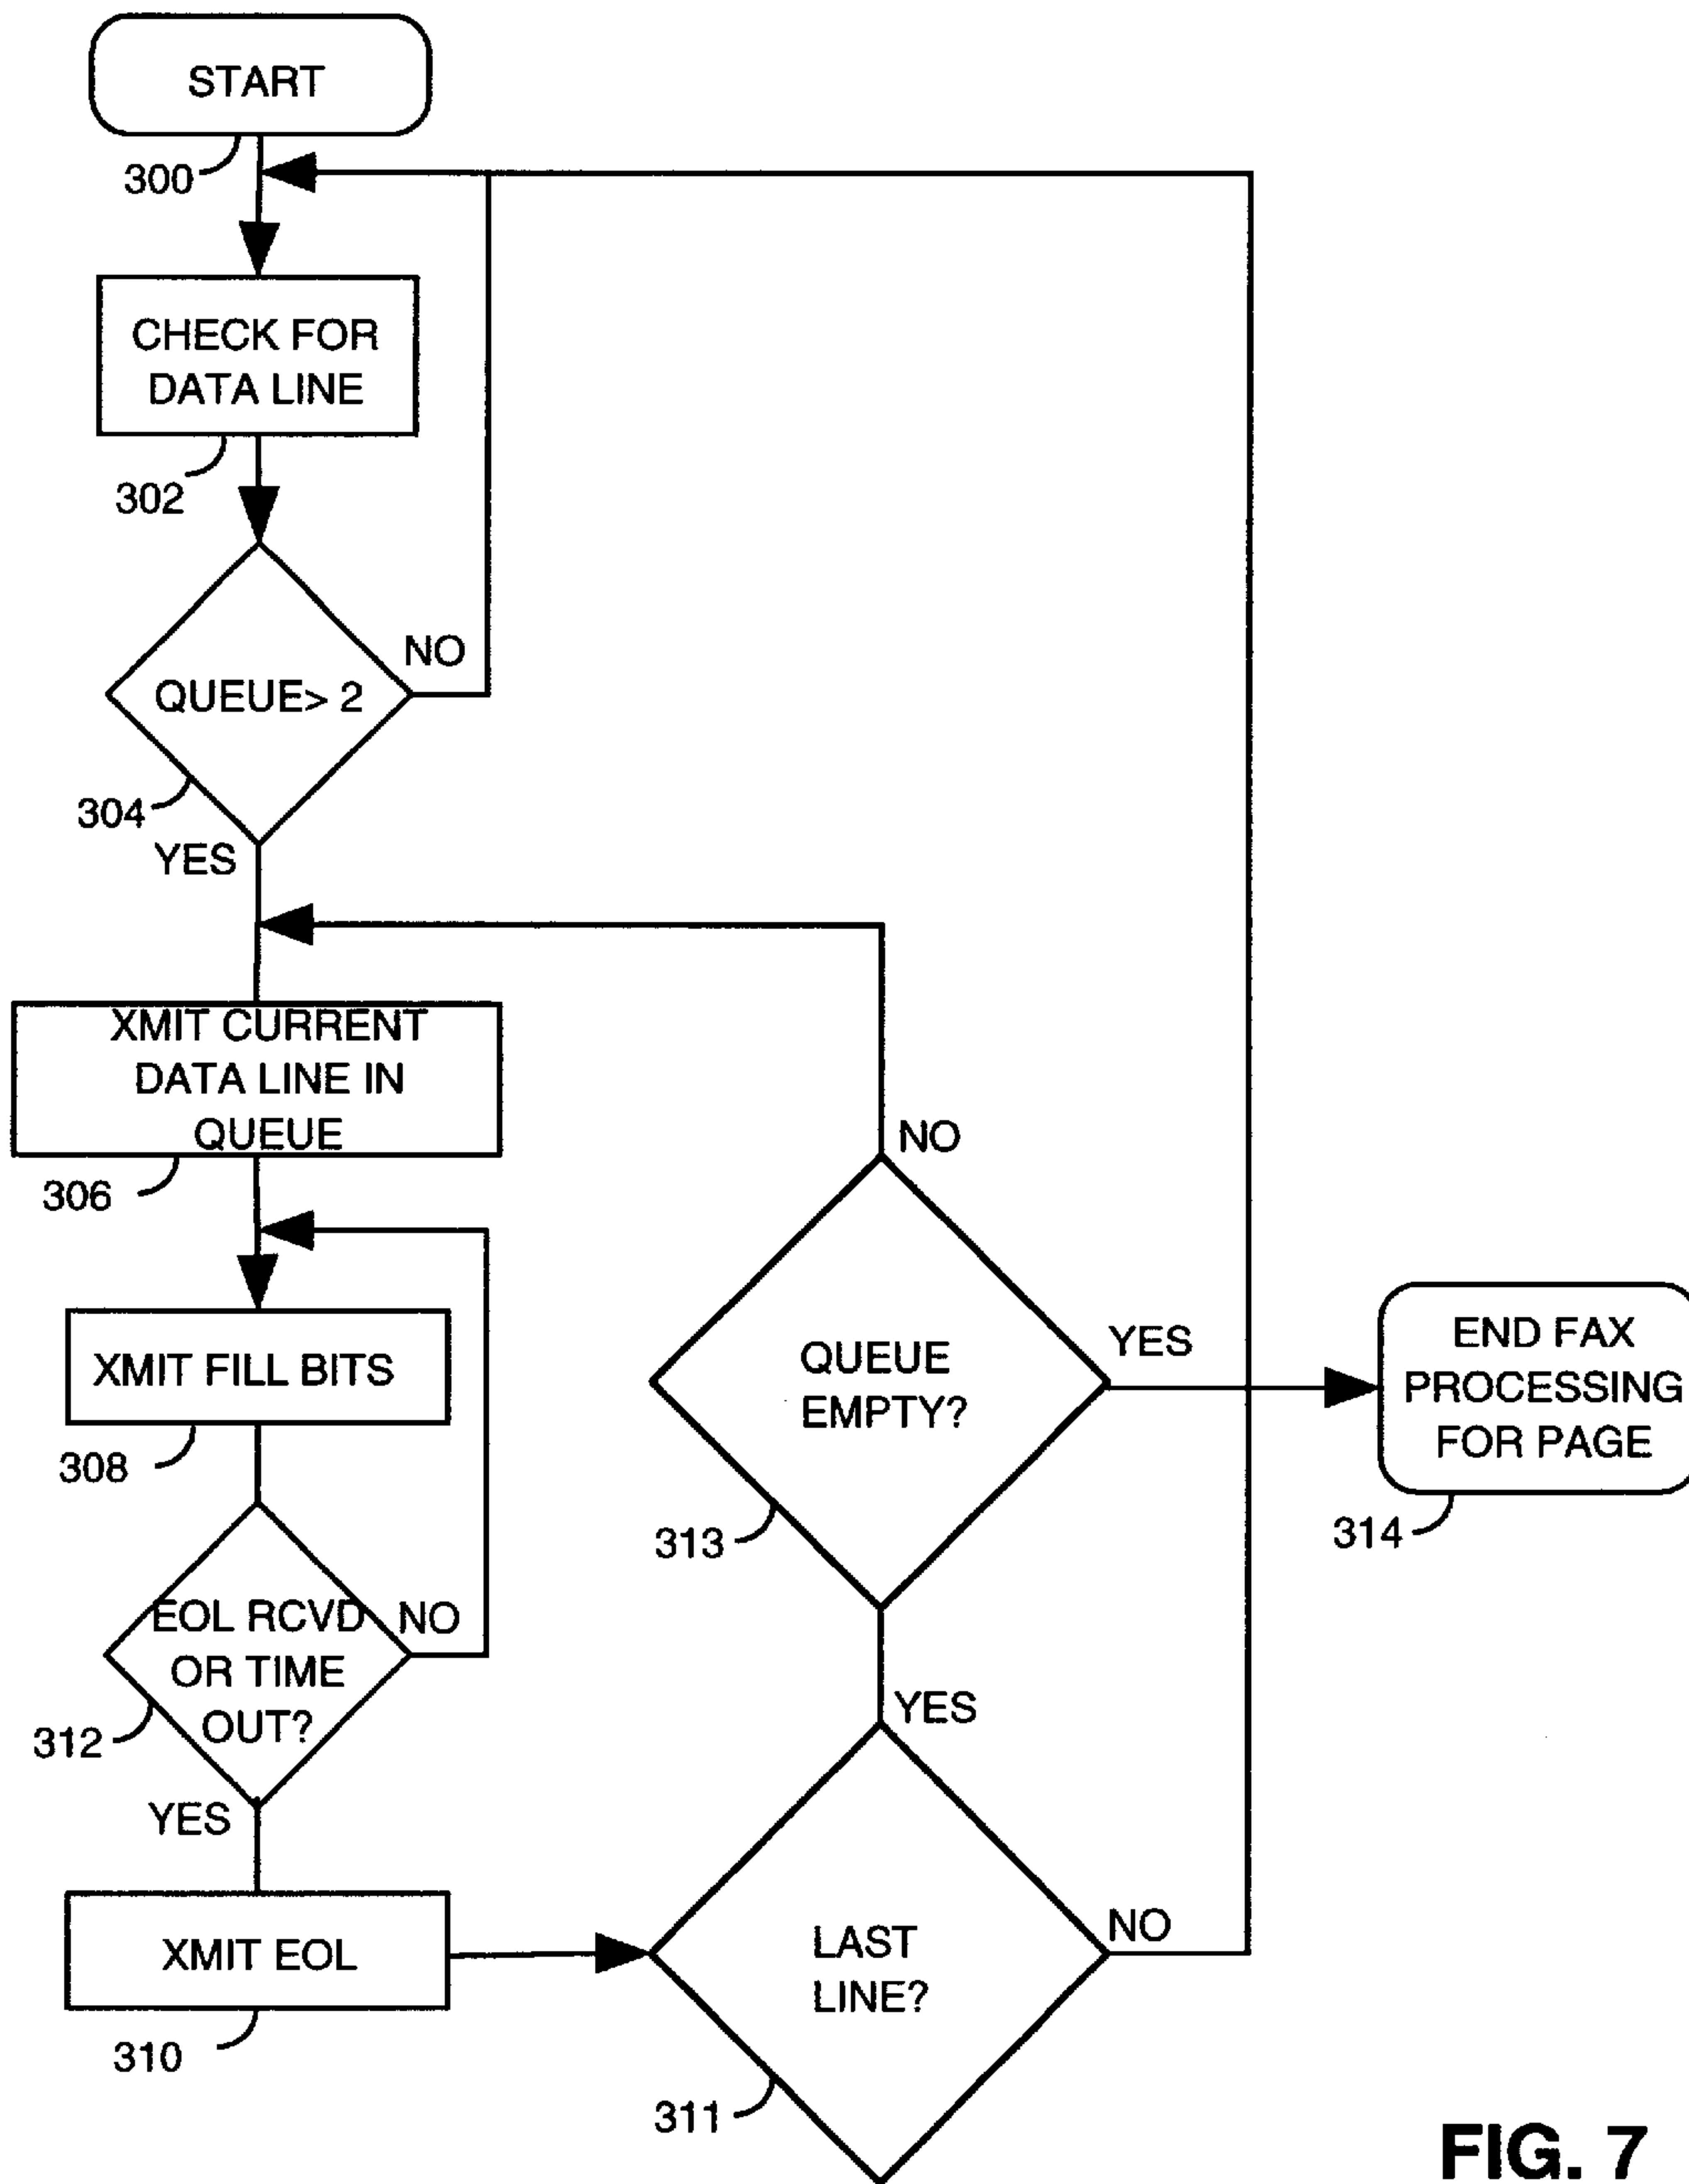 START
300
CHECK FOR
DATA LINE
302
NO
QUEUE> 2
304
YES
XMIT CURRENT
DATA LINE IN
QUEUE
306
XMIT FILL BITS
308
EOL RCVD
OR TIME
OUT?
NO
312
YES
XMIT EOL
310
LAST
LINE?
NO
311
YES
QUEUE
EMPTY?
NO
YES
313
END FAX
PROCESSING
FOR PAGE
314
FIG. 7